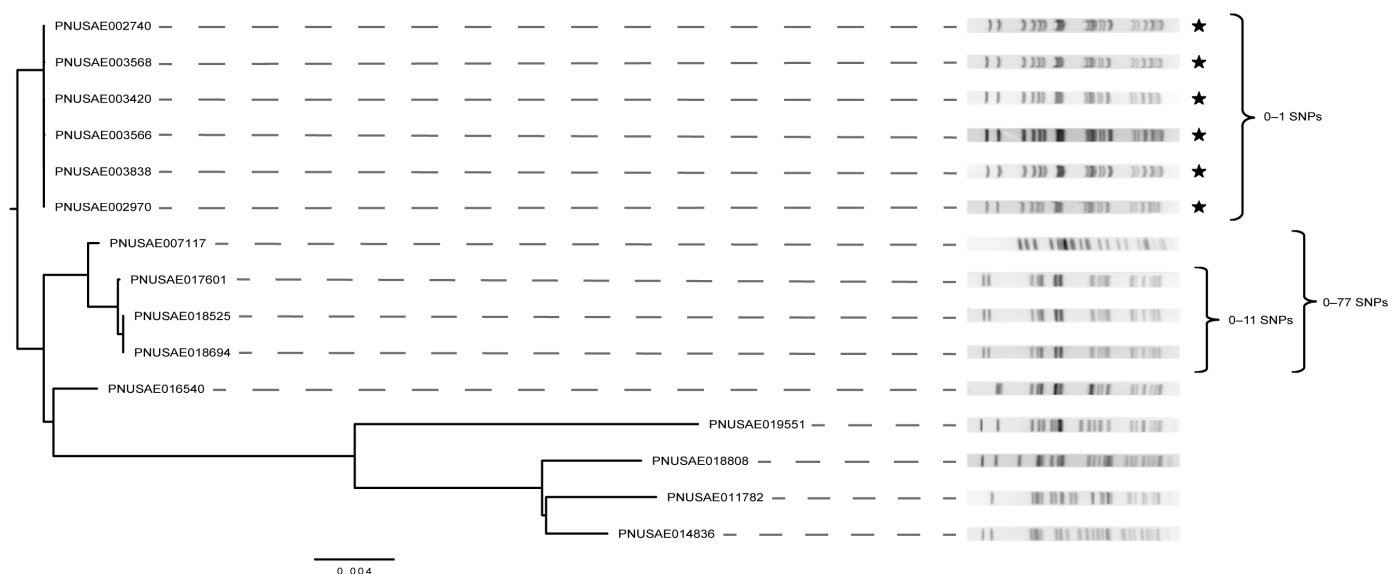 PNUSAE002740
PNUSAE003568
PNUSAE003420
PNUSAE003566
0–1 SNPs
PNUSAE003838
PNUSAE002970
PNUSAE007117
PNUSAE017601
PNUSAE018525
0–11 SNPs
0–77 SNPs
PNUSAE018694
PNUSAE016540
PNUSAE019551
PNUSAE018808
PNUSAE011782
PNUSAE014836
0.004